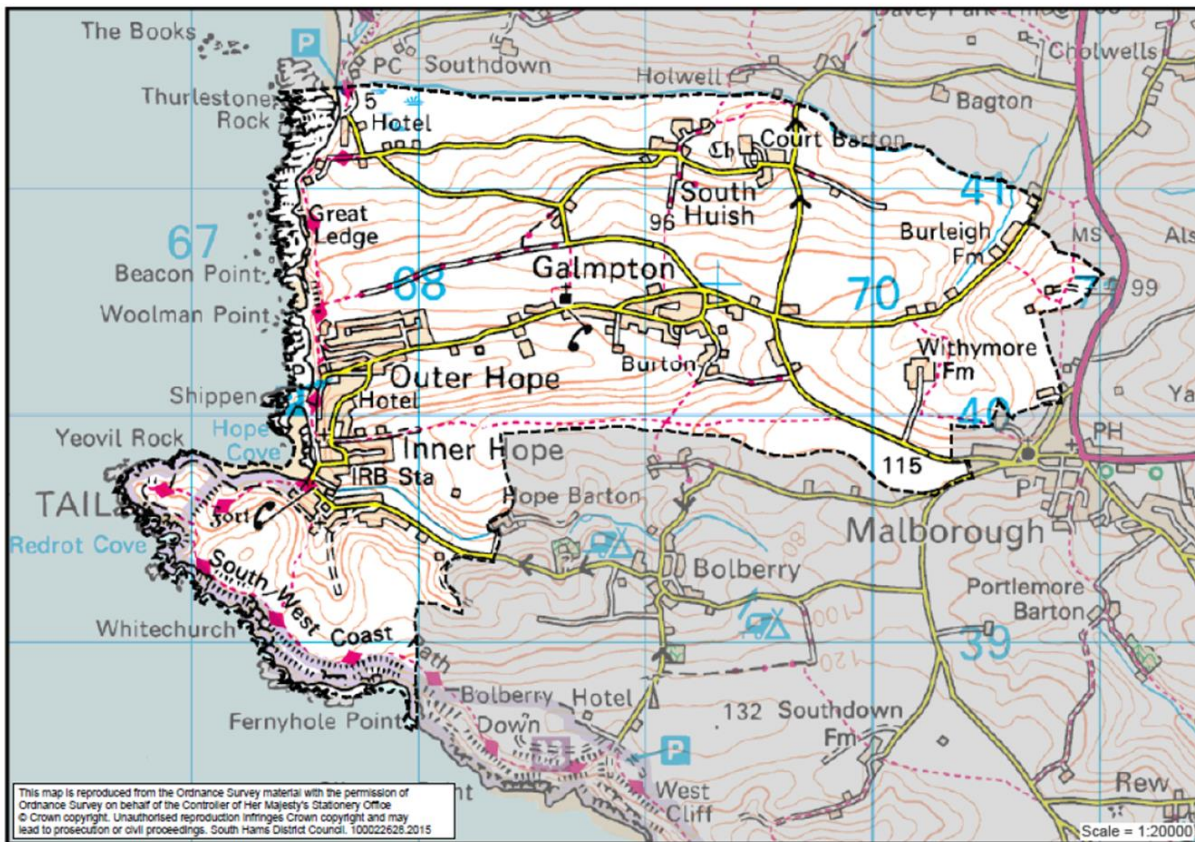 The Books
P
PC
Southdown
Holwell
Cholwells
Thurlestone
Rock
5
Hotel
Bagton
Ch
Court Barton
South
Huish
41
Great
Ledge
96
67
Burleigh
Fm
MS
Als
Beacon Point
Galmpton
68
70
71
99
Woolman Point
Withymore
Fm
Burton
Outer Hope
Hotel
Shippen
P
40
Ya
Hope
Cove
Yeovil Rock
Inner Hope
PH
IRB Sta
115
TAIL
Fort
Hope Barton
P
Malborough
Redrot Cove
80
South West
Coast
Path
Bolberry
Portlemore
Barton
100
Whitechurch
39
120
Bolberry
Down
Hotel
Fernyhole Point
132
Southdown
Fm
P
West
Cliff
Rew
This map is reproduced from the Ordnance Survey material with the permission of
Ordnance Survey on behalf of the Controller of Her Majesty's Stationery Office
© Crown copyright. Unauthorised reproduction infringes Crown copyright and may
lead to prosecution or civil proceedings. South Hams District Council. 100022628.2015
Scale = 1:20000